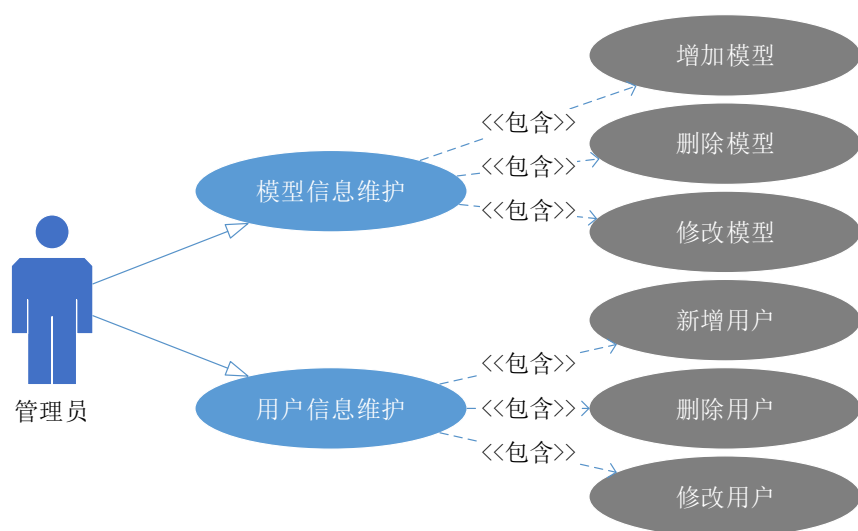 增加模型
<<包含>>
删除模型
<<包含>>
模型信息维护
<<包含>>
修改模型
新增用户
<<包含>>
管理员
用户信息维护
<<包含>>
删除用户
<<包含>>
修改用户